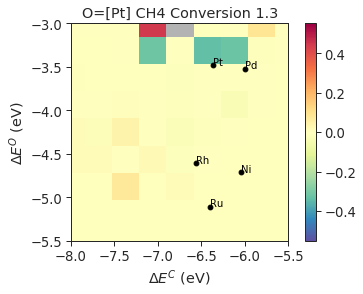 O=[Pt] CH4 Conversion 1.3
−3.0
−3.5
−4.0
−4.5
−5.0
−5.5
ΔE^O (eV)
Pt
Pd
Rh
Ni
Ru
−8.0 −7.5 −7.0 −6.5 −6.0 −5.5
ΔE^C (eV)
0.4
0.2
0.0
−0.2
−0.4